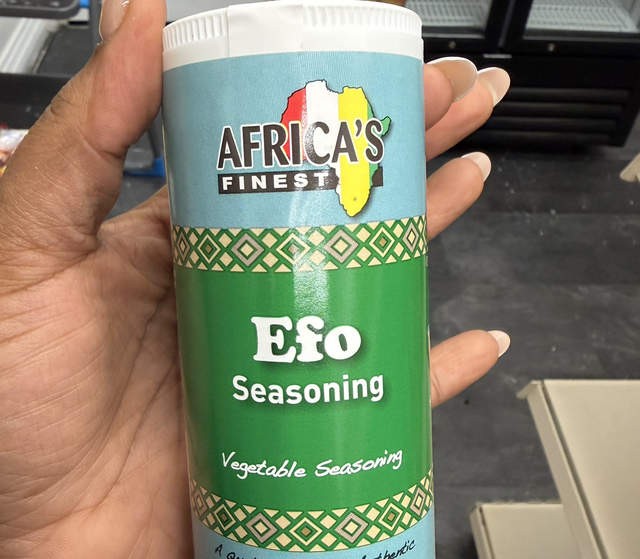 AFRICA'S
FINEST
Efo
Seasoning
Vegetable Seasoning
A